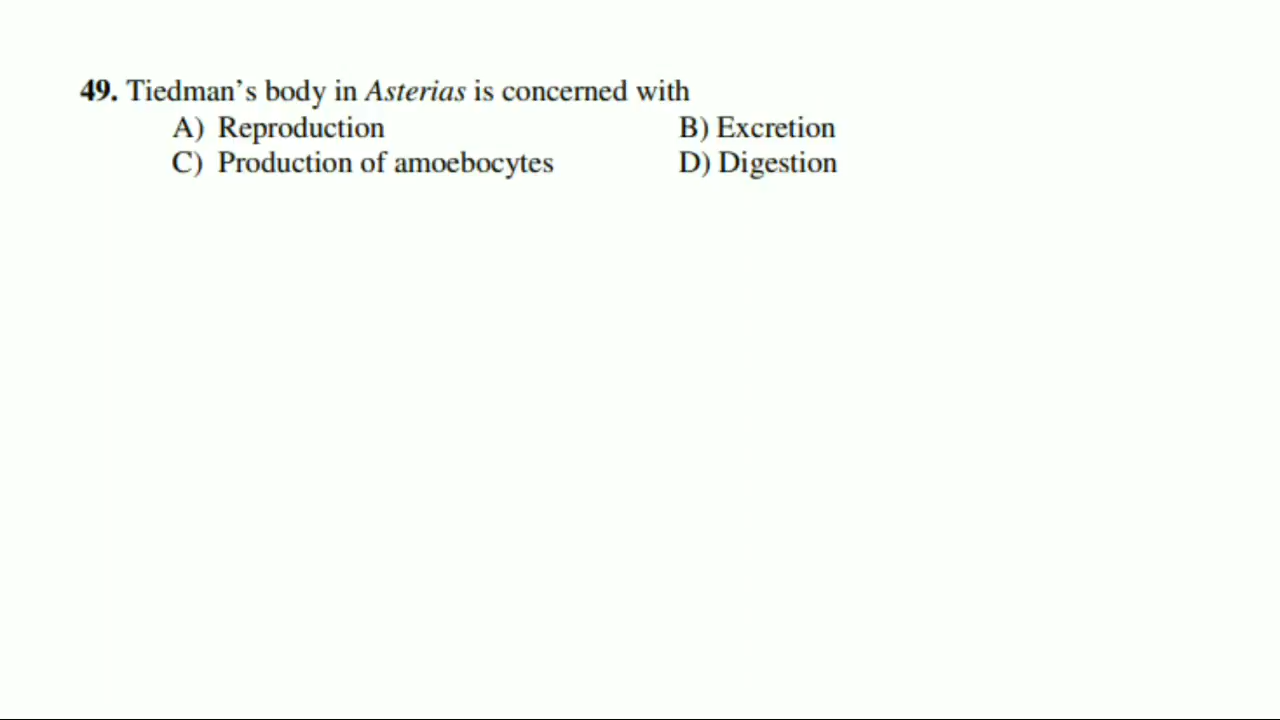 49. Tiedman’s body in Asterias is concerned with
A) Reproduction B) Excretion
C) Production of amoebocytes D) Digestion